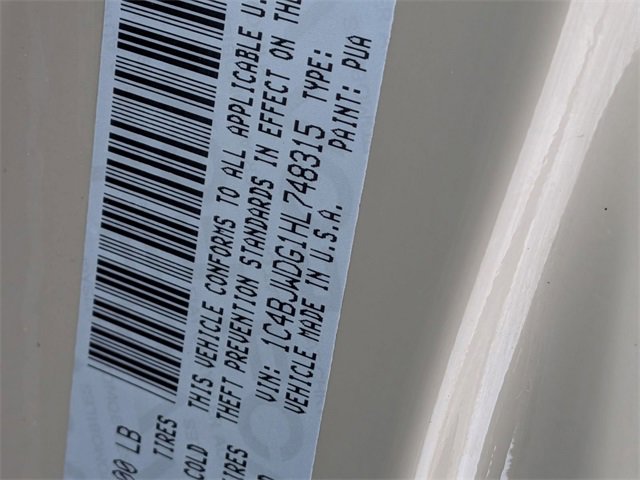 00 LB
TIRES
COLD
THIS VEHICLE CONFORMS TO ALL APPLICABLE U.
THEFT PREVENTION STANDARDS IN EFFECT ON THE
VIN: 1C4BJWDG1HL748315 TYPE:
VEHICLE MADE IN U.S.A. PAINT: PUA